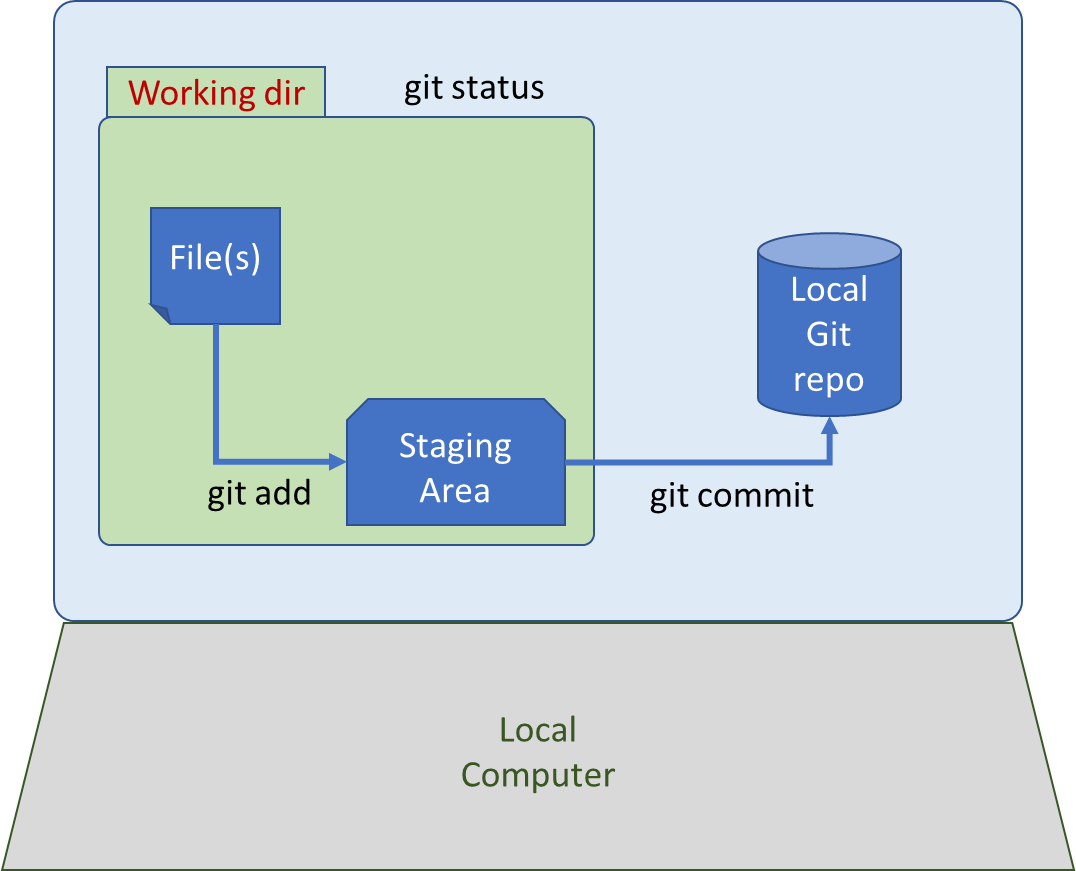 Working dir
git status
File(s)
Local
Git
repo
Staging
Area
git add
git commit
Local
Computer